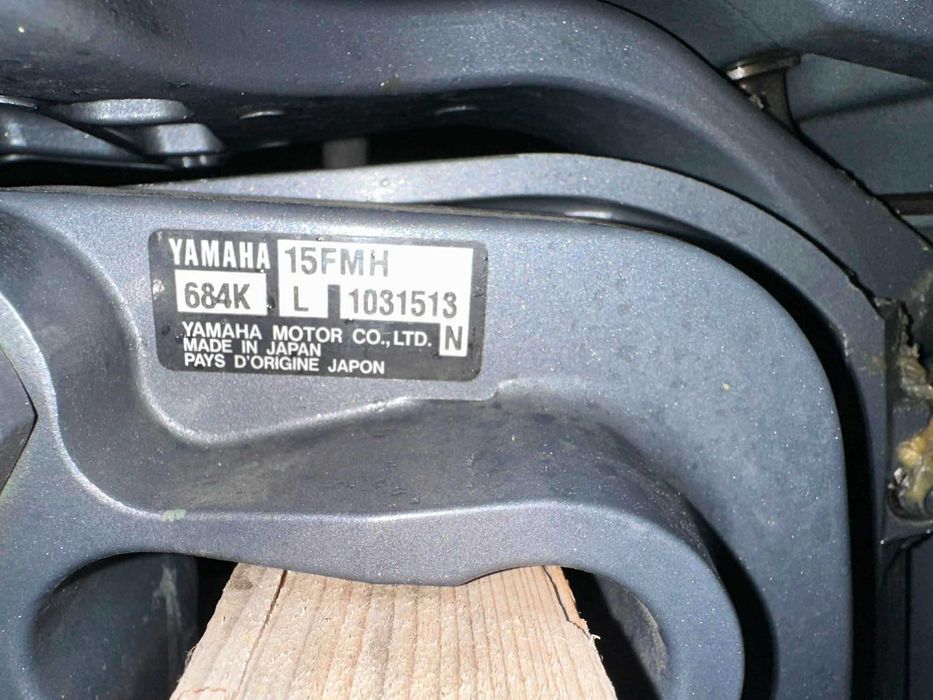 YAMAHA 15FMH
684K L 1031513
YAMAHA MOTOR CO.,LTD. N
MADE IN JAPAN
PAYS D'ORIGINE JAPON